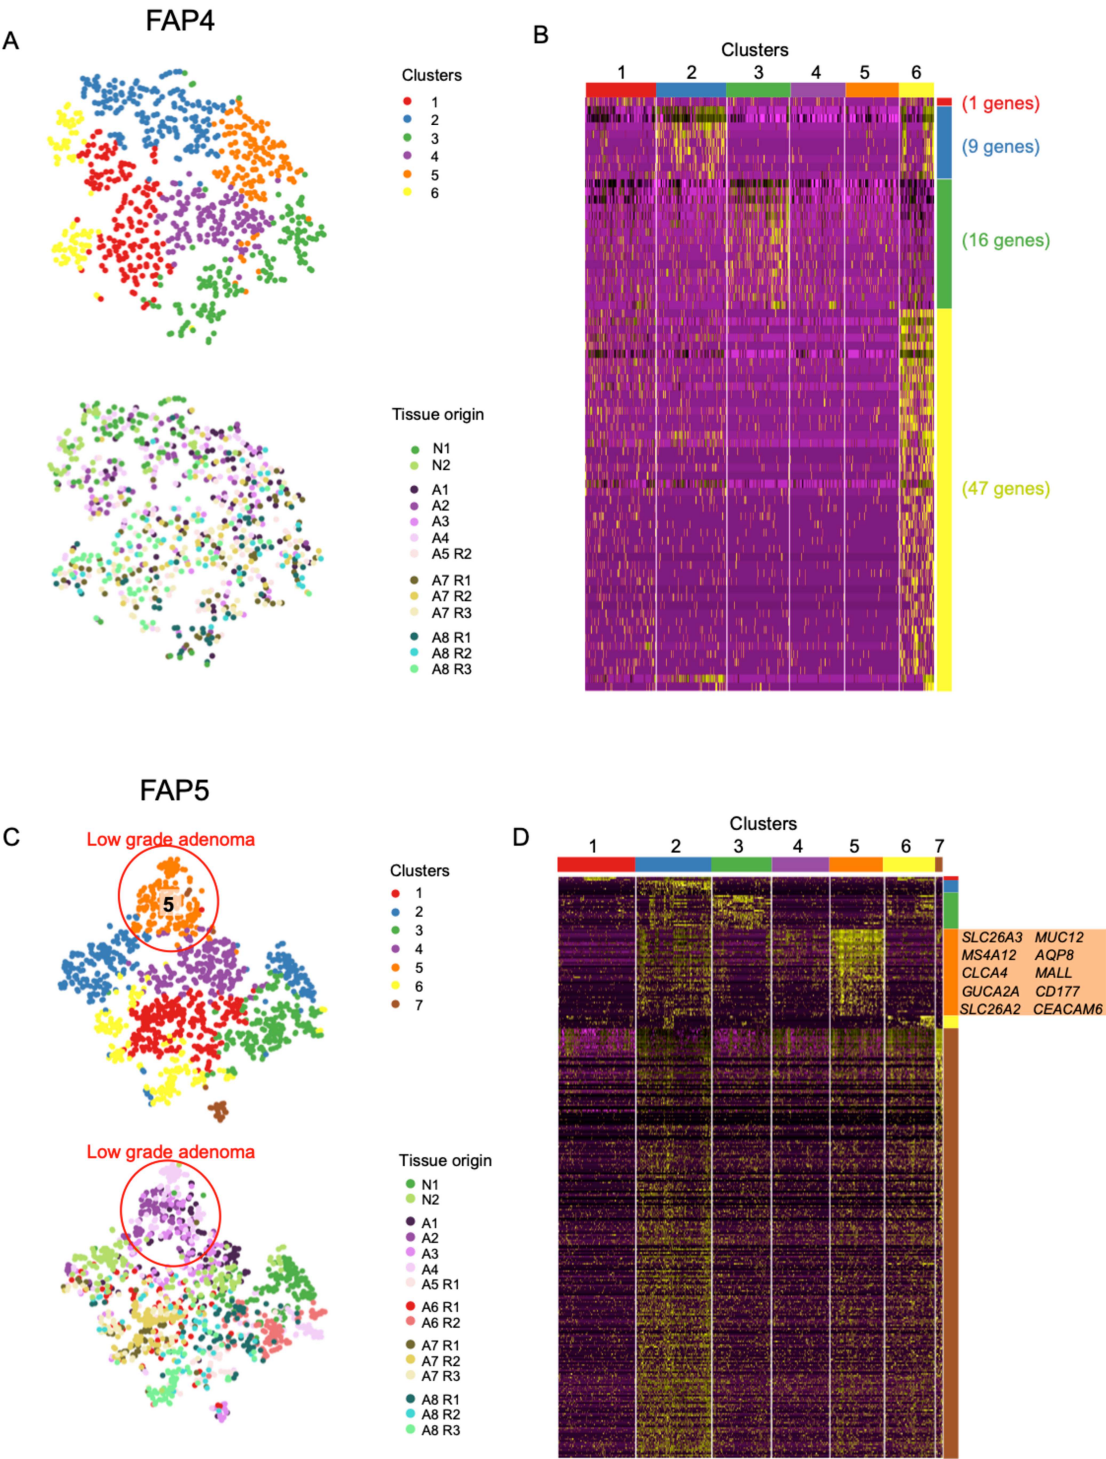 FAP4
A
Clusters
1
2
3
4
5
6
Tissue origin
N1
N2
A1
A2
A3
A4
A5 R2
A7 R1
A7 R2
A7 R3
A8 R1
A8 R2
A8 R3
B
Clusters
1 2 3 4 5 6
(1 genes)
(9 genes)
(16 genes)
(47 genes)
FAP5
C
Low grade adenoma
5
Clusters
1
2
3
4
5
6
7
Low grade adenoma
Tissue origin
N1
N2
A1
A2
A3
A4
A5 R1
A6 R1
A6 R2
A7 R1
A7 R2
A7 R3
A8 R1
A8 R2
A8 R3
D
Clusters
1 2 3 4 5 6 7
SLC26A3 MUC12
MS4A12 AQP8
CLCA4 MALL
GUCA2A CD177
SLC26A2 CEACAM6